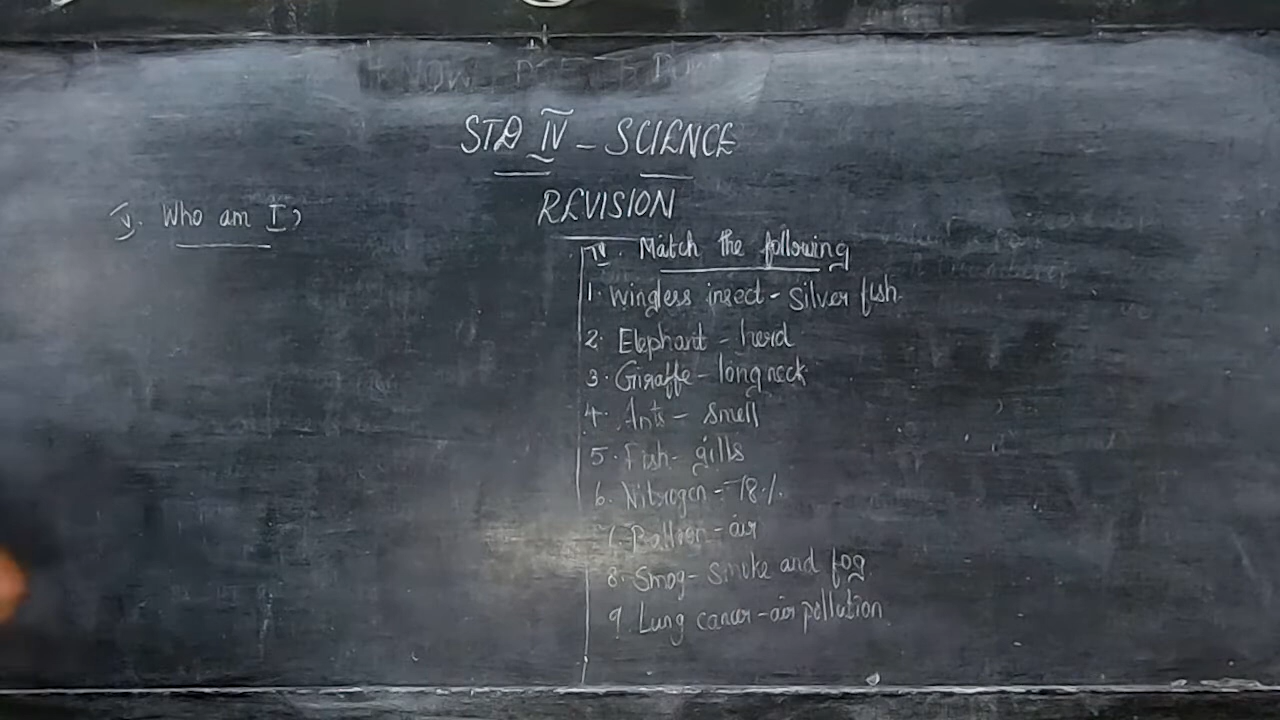 STD IV - SCIENCE
REVISION
V. Who am I?
IV. Match the following
1. Wingless insect - Silver fish
2. Elephant - herd
3. Giraffe - long neck
4. Ants - smell
5. Fish - gills
6. Nitrogen - 78%
7. Balloon - air
8. Smog - smoke and fog
9. Lung cancer - air pollution